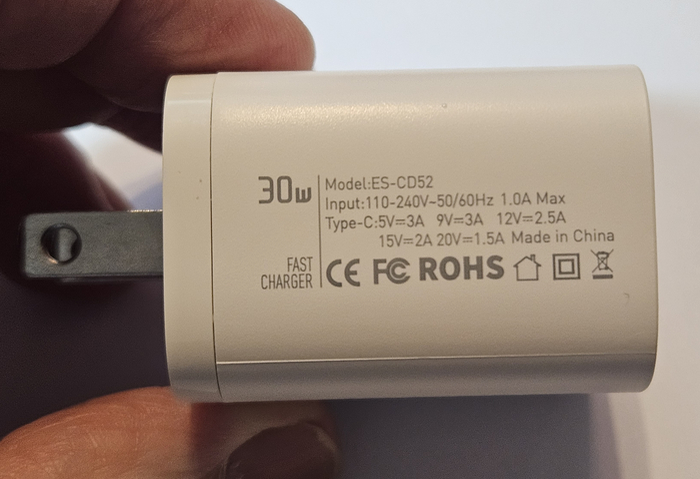 30w
Model:ES-CD52
Input:110-240V~50/60Hz 1.0A Max
Type-C:5V=3A 9V=3A 12V=2.5A
15V=2A 20V=1.5A Made in China
FAST
CHARGER
CE FC ROHS